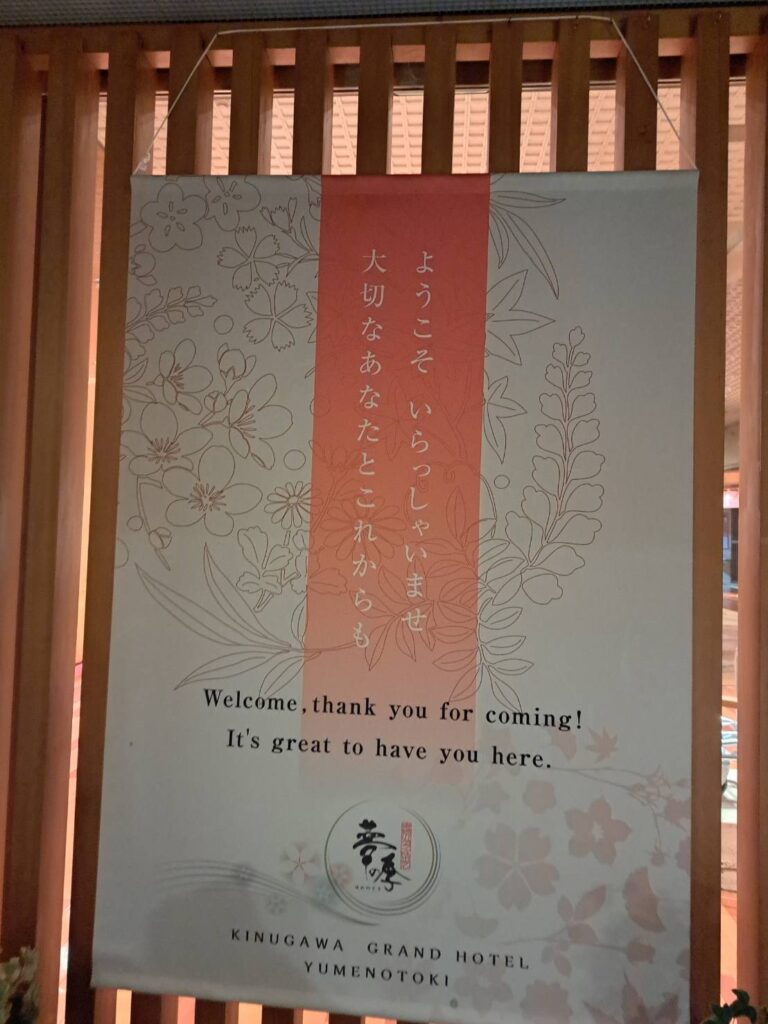 ようこそ いらっしゃいませ
大切なあなたとこれからも
Welcome, thank you for coming!
It's great to have you here.
夢の季
KINUGAWA GRAND HOTEL
YUMENOTOKI